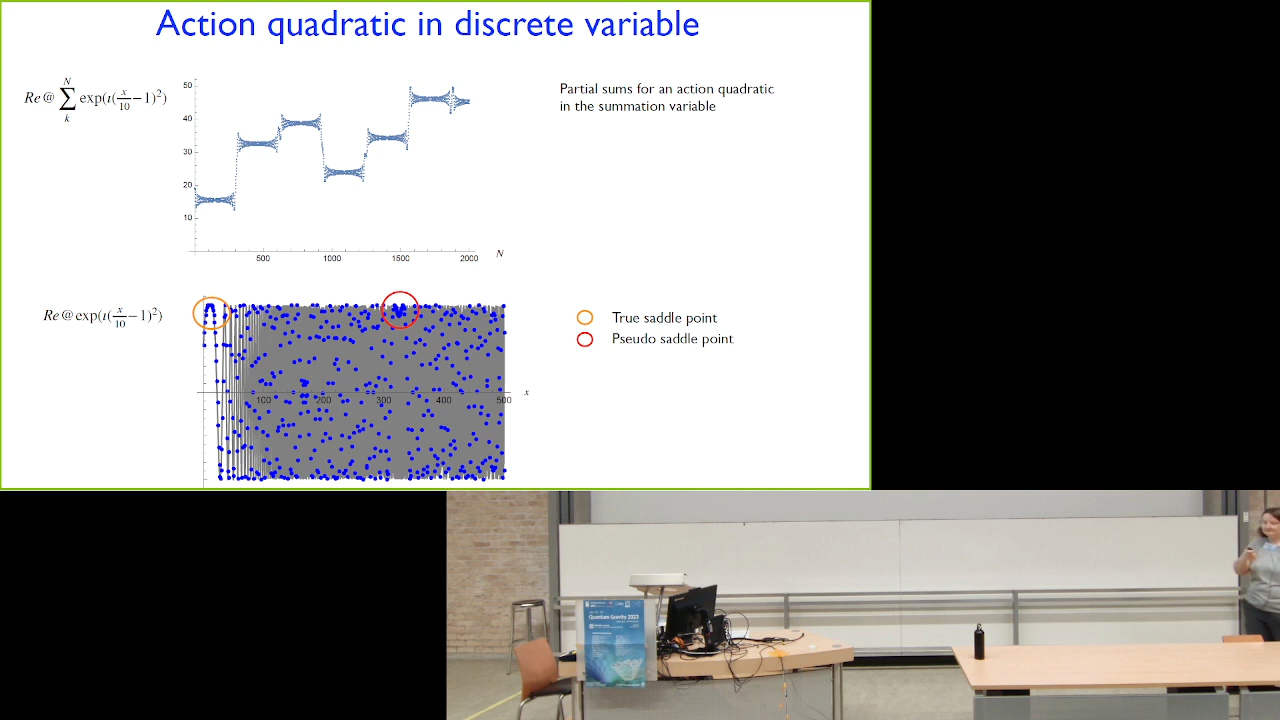 Action quadratic in discrete variable
Re@ ∑_k^N exp(ι(x/10 − 1)²)
50
40
30
20
10
500 1000 1500 2000
N
Partial sums for an action quadratic
in the summation variable
Re@exp(ι(x/10 − 1)²)
100 200 300 400 500
x
True saddle point
Pseudo saddle point
Quantum Gravity 2023